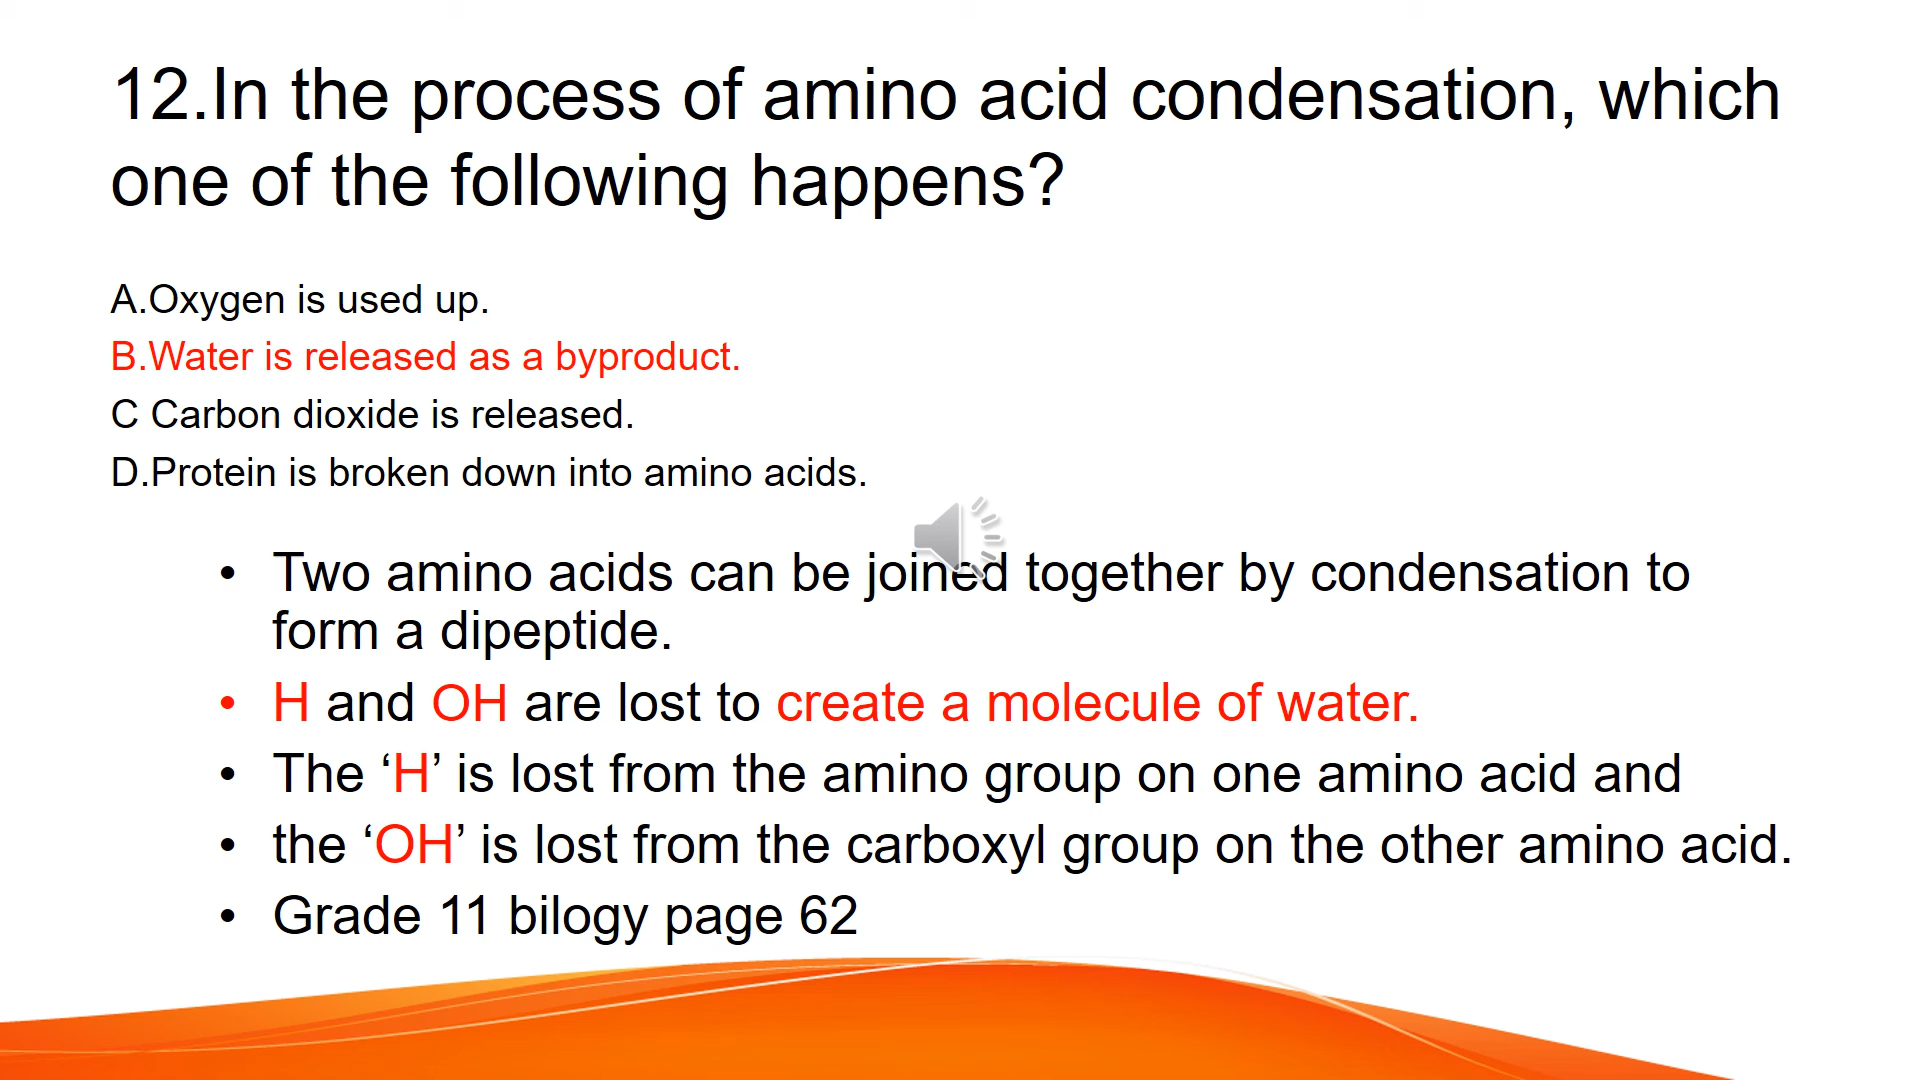 12.In the process of amino acid condensation, which
one of the following happens?
A.Oxygen is used up.
B.Water is released as a byproduct.
C Carbon dioxide is released.
D.Protein is broken down into amino acids.
• Two amino acids can be joined together by condensation to
form a dipeptide.
• H and OH are lost to create a molecule of water.
• The ‘H’ is lost from the amino group on one amino acid and
• the ‘OH’ is lost from the carboxyl group on the other amino acid.
• Grade 11 bilogy page 62